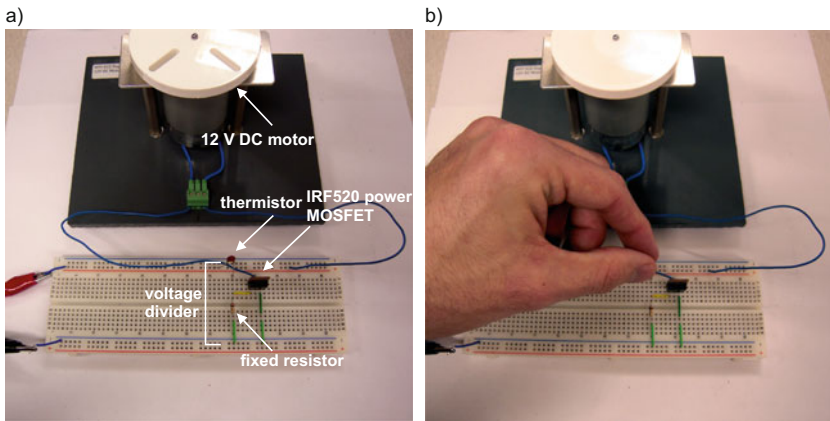 a)
12 V DC motor
thermistor
IRF520 power
MOSFET
voltage
divider
fixed resistor
b)